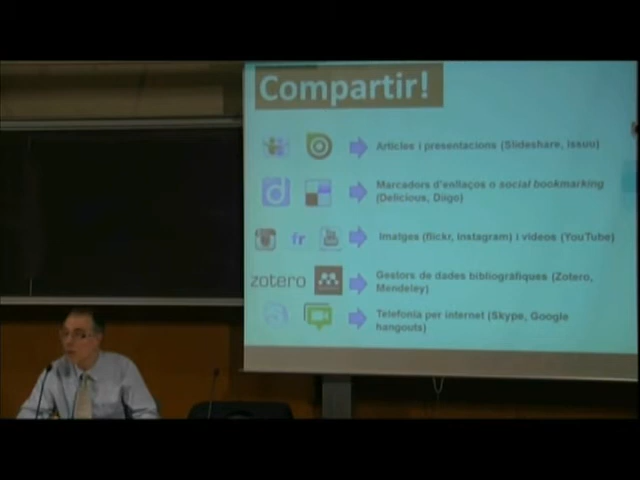 Compartir!
Articles i presentacions (Slideshare, Issuu)
Marcadors d'enllaços o social bookmarking
(Delicious, Diigo)
fr
Imatges (flickr, Instagram) i vídeos (YouTube)
zotero
Gestors de dades bibliogràfiques (Zotero,
Mendeley)
Telefonia per internet (Skype, Google
hangouts)